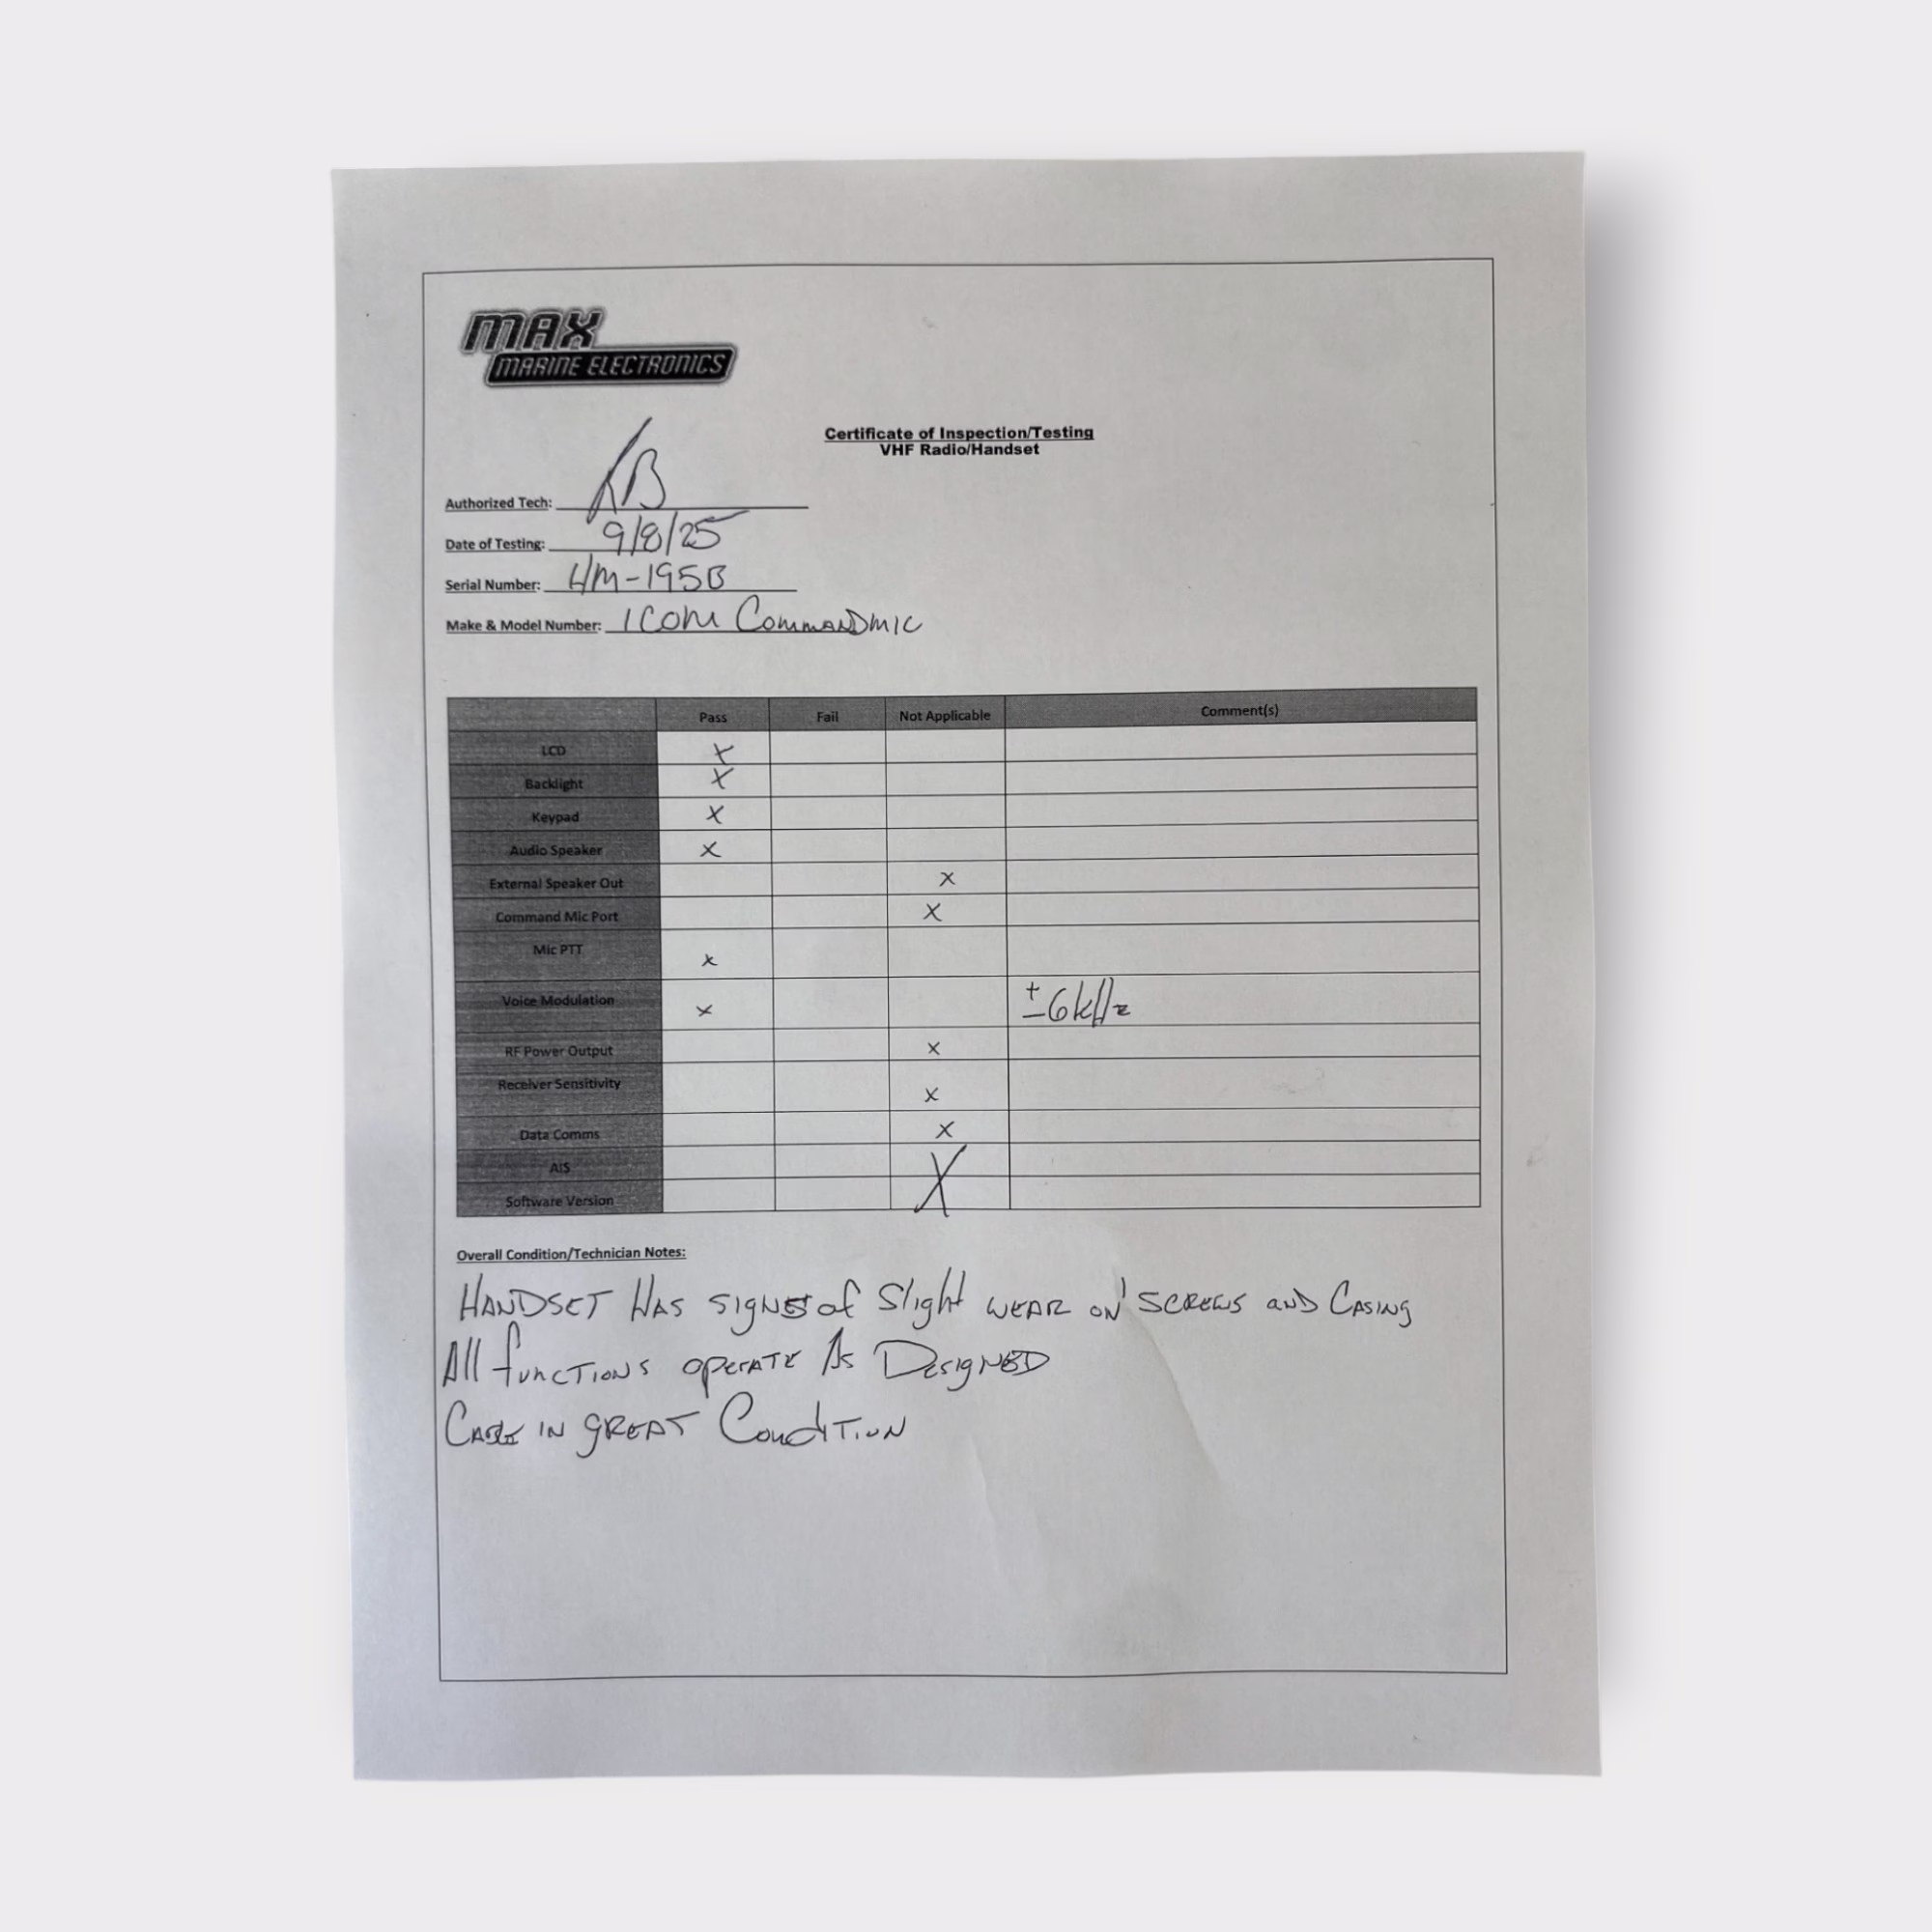 MAX
MARINE ELECTRONICS
Certificate of Inspection/Testing
VHF Radio/Handset
Authorized Tech: RB
Date of Testing: 9/8/25
Serial Number: HM-195B
Make & Model Number: ICOM COMMANDMIC
Pass Fail Not Applicable Comment(s)
LCD X
Backlight X
Keypad X
Audio Speaker X
External Speaker Out X
Command Mic Port X
Mic PTT X
Voice Modulation X ±6kHz
RF Power Output X
Receiver Sensitivity X
Data Comms X
AIS X
Software Version
Overall Condition/Technician Notes:
HANDSET HAS SIGNS of Slight WEAR ON SCREWS AND CASING
All functIONS OPERATE AS DESIGNED
IN GREAT CondITION